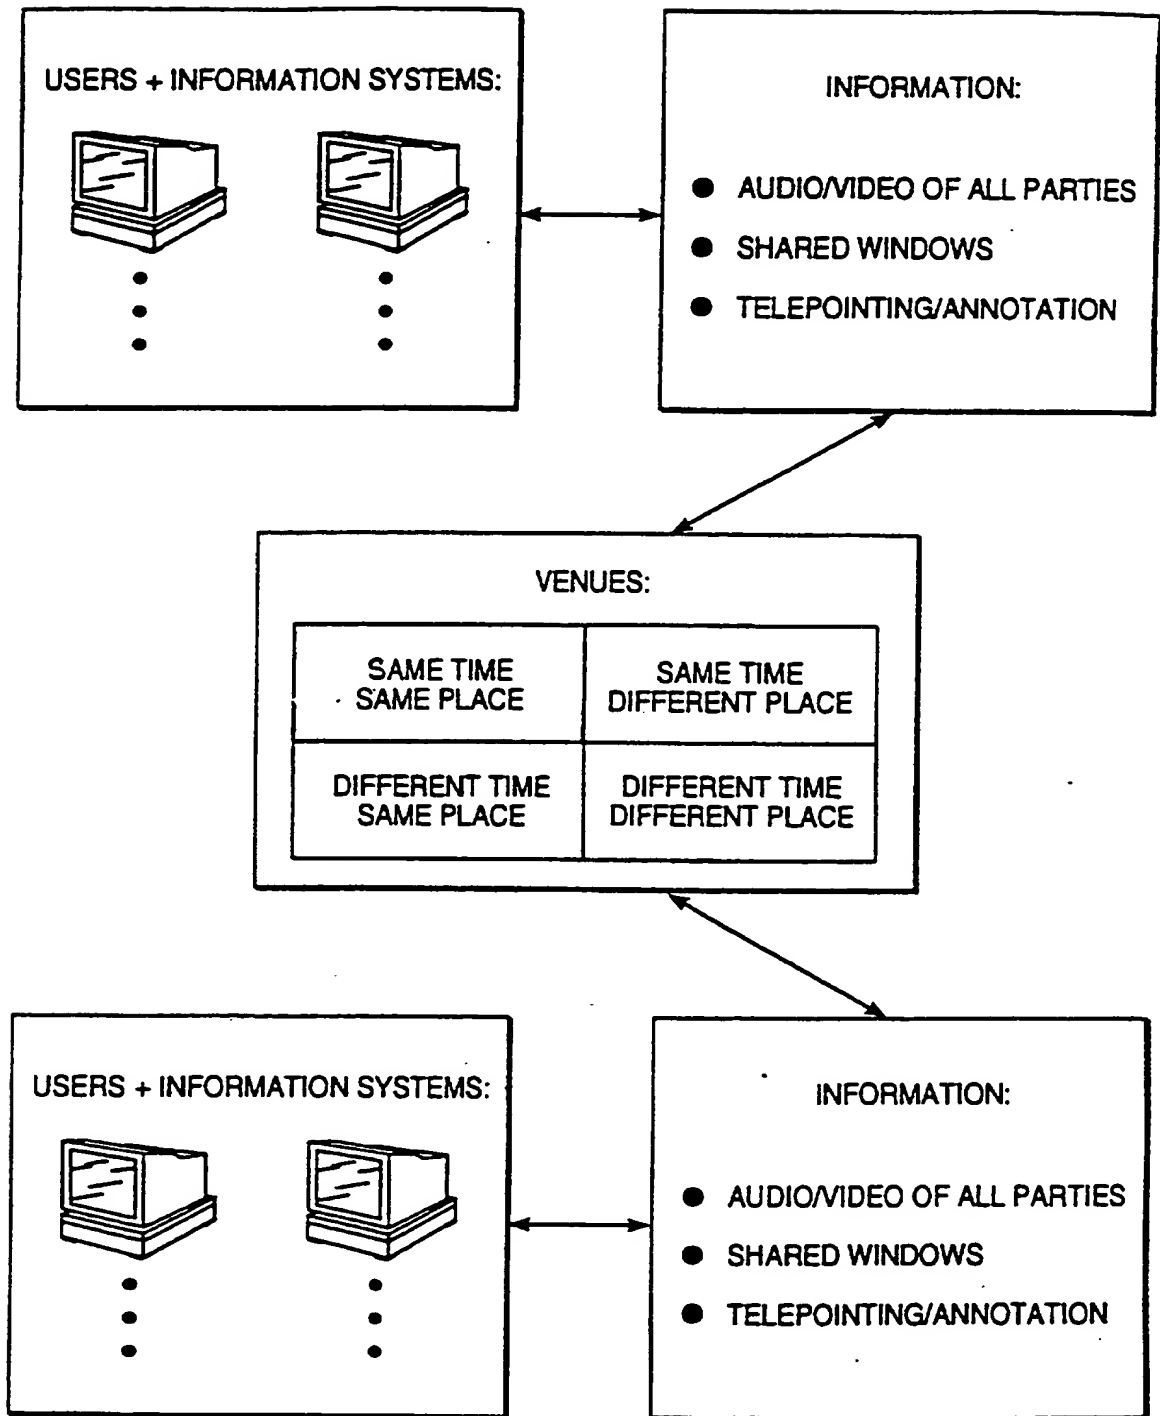 USERS + INFORMATION SYSTEMS:
INFORMATION:
● AUDIO/VIDEO OF ALL PARTIES
● SHARED WINDOWS
● TELEPOINTING/ANNOTATION
VENUES:
SAME TIME
SAME PLACE
SAME TIME
DIFFERENT PLACE
DIFFERENT TIME
SAME PLACE
DIFFERENT TIME
DIFFERENT PLACE
USERS + INFORMATION SYSTEMS:
INFORMATION:
● AUDIO/VIDEO OF ALL PARTIES
● SHARED WINDOWS
● TELEPOINTING/ANNOTATION